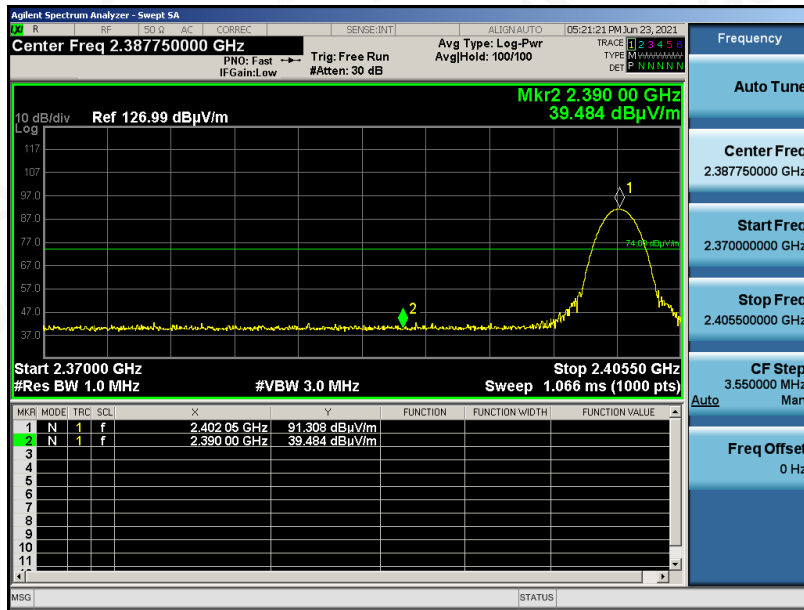 Agilent Spectrum Analyzer - Swept SA
LXI R RF 50 Ω AC CORREC SENSE:INT ALIGN AUTO 05:21:21 PM Jun 23, 2021
Center Freq 2.387750000 GHz
PNO: Fast
IFGain:Low
Trig: Free Run
#Atten: 30 dB
Avg Type: Log-Pwr
Avg|Hold: 100/100
TRACE 1 2 3 4 5 6
TYPE M
DET P N N N N N
Mkr2 2.390 00 GHz
39.484 dBµV/m
10 dB/div Ref 126.99 dBµV/m
Log
117
107
97.0
87.0
77.0
67.0
57.0
47.0
37.0
1
74.00 dBµV/m
2
Start 2.37000 GHz Stop 2.40550 GHz
#Res BW 1.0 MHz #VBW 3.0 MHz Sweep 1.066 ms (1000 pts)
MKR MODE TRC SCL X Y FUNCTION FUNCTION WIDTH FUNCTION VALUE
1 N 1 f 2.402 05 GHz 91.308 dBµV/m
2 N 1 f 2.390 00 GHz 39.484 dBµV/m
3
4
5
6
7
8
9
10
11
MSG STATUS
Frequency
Auto Tune
Center Freq
2.387750000 GHz
Start Freq
2.370000000 GHz
Stop Freq
2.405500000 GHz
CF Step
3.550000 MHz
Auto Man
Freq Offset
0 Hz